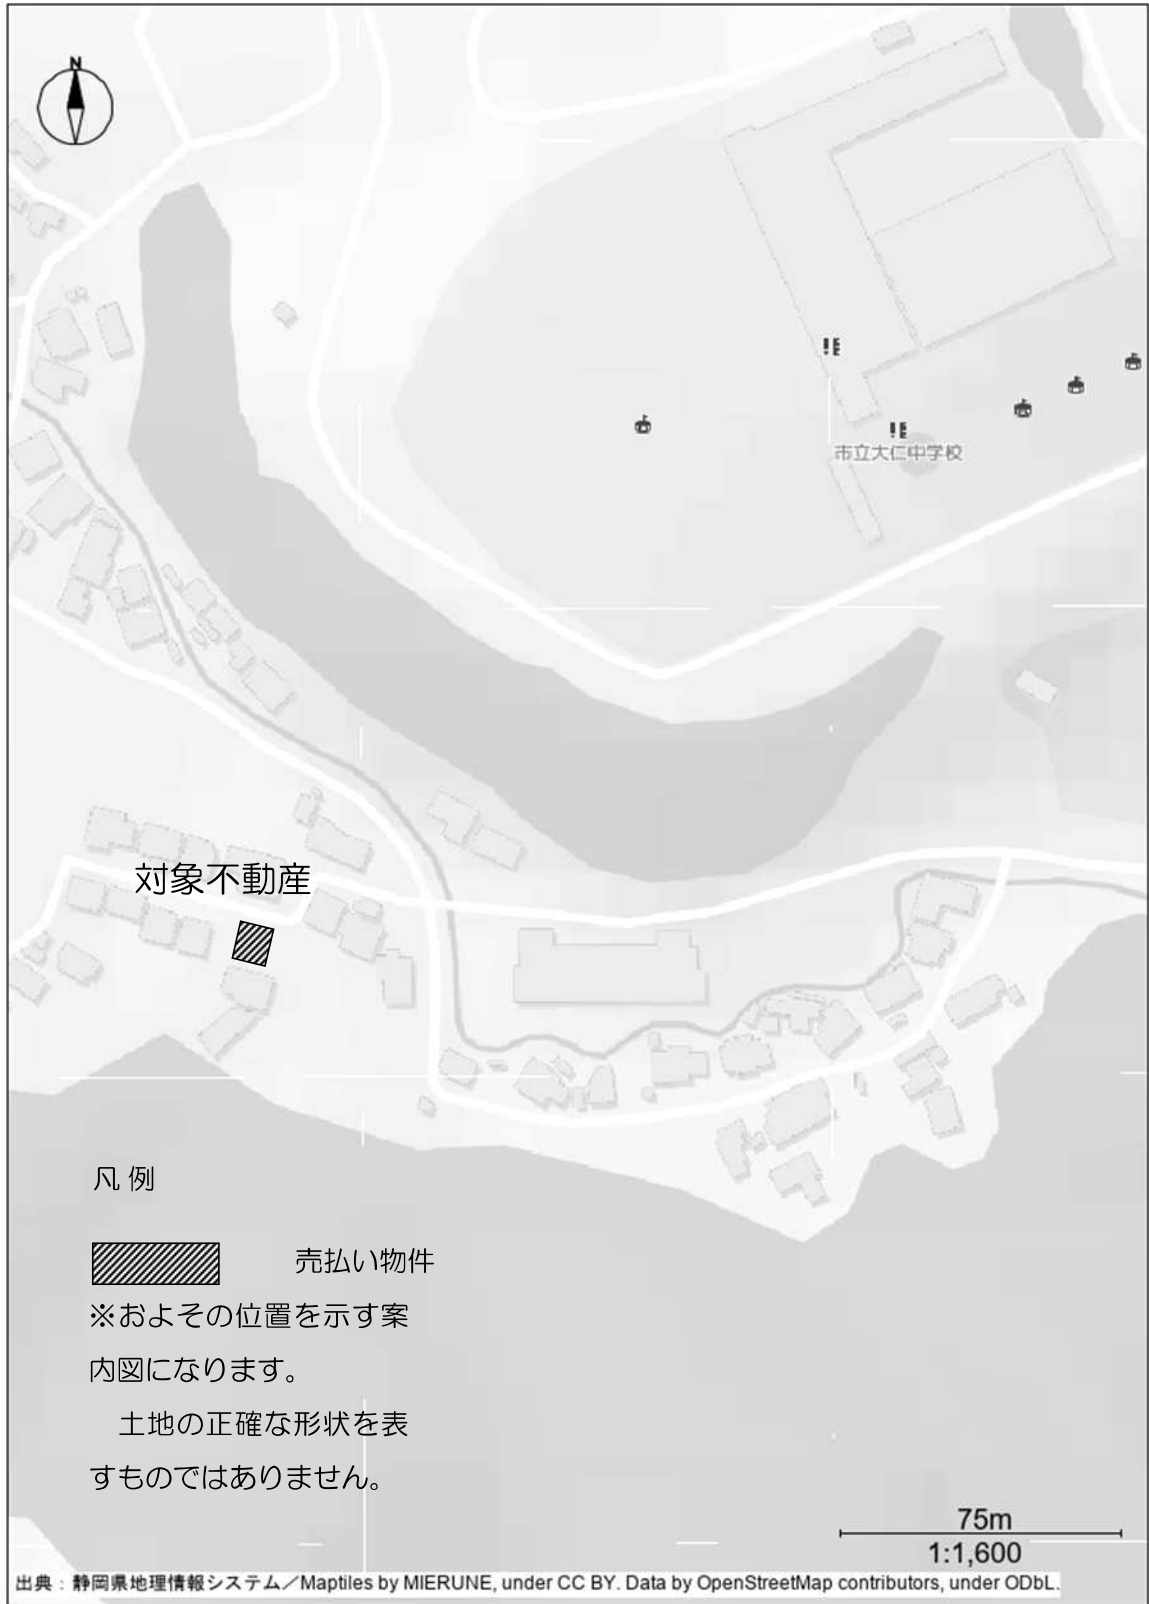 N
市立大仁中学校
対象不動産
凡例
売払い物件
※およその位置を示す案
内図になります。
　土地の正確な形状を表
すものではありません。
75m
1:1,600
出典：静岡県地理情報システム／Maptiles by MIERUNE, under CC BY. Data by OpenStreetMap contributors, under ODbL.